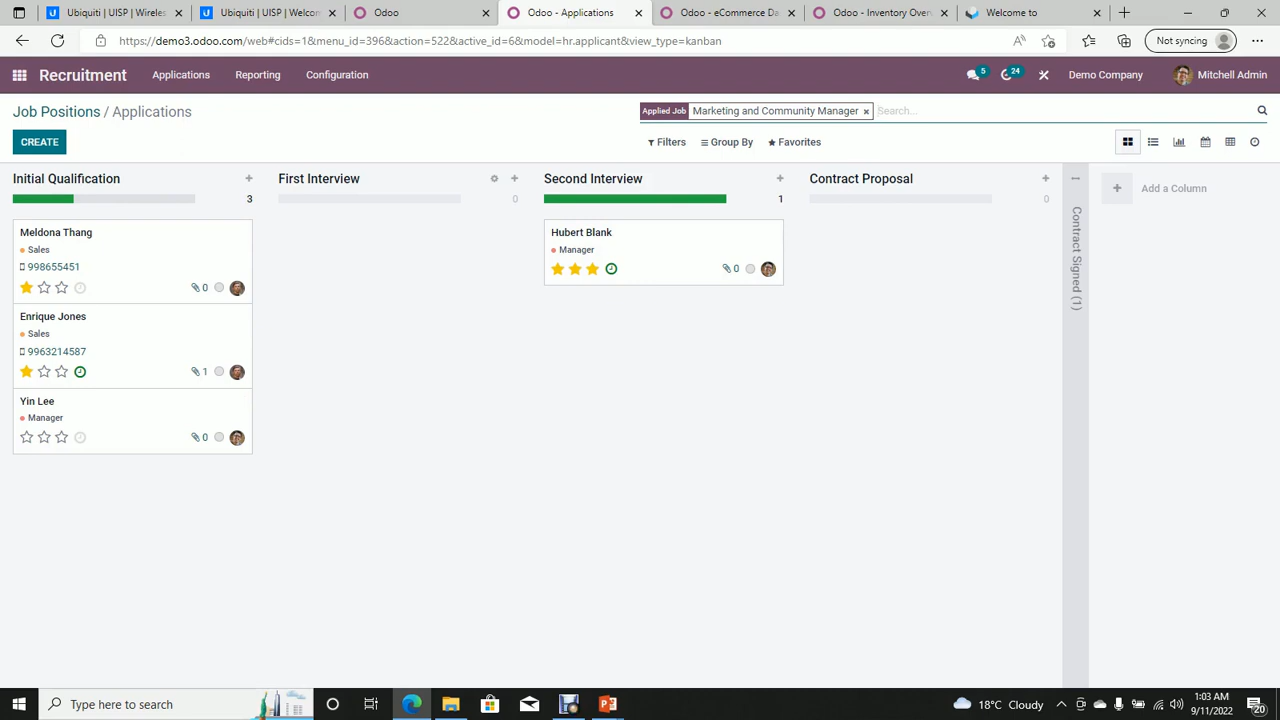 Ubiquiti | UISP | Wireles
Ubiquiti | UISP | Welcom
Odoo
Odoo - Applications
Odoo - eCommerce Da
Odoo - Inventory Over
Welcome to
https://demo3.odoo.com/web#cids=1&menu_id=396&action=522&active_id=6&model=hr.applicant&view_type=kanban
Not syncing
Recruitment
Applications
Reporting
Configuration
5
24
Demo Company
Mitchell Admin
Job Positions / Applications
Applied Job Marketing and Community Manager × Search...
CREATE
Filters
Group By
Favorites
Initial Qualification
3
First Interview
0
Second Interview
1
Contract Proposal
0
Contract Signed (1)
Add a Column
Meldona Thang
Sales
998655451
0
Enrique Jones
Sales
9963214587
1
Yin Lee
Manager
0
Hubert Blank
Manager
0
Type here to search
18°C Cloudy
1:03 AM
9/11/2022
20